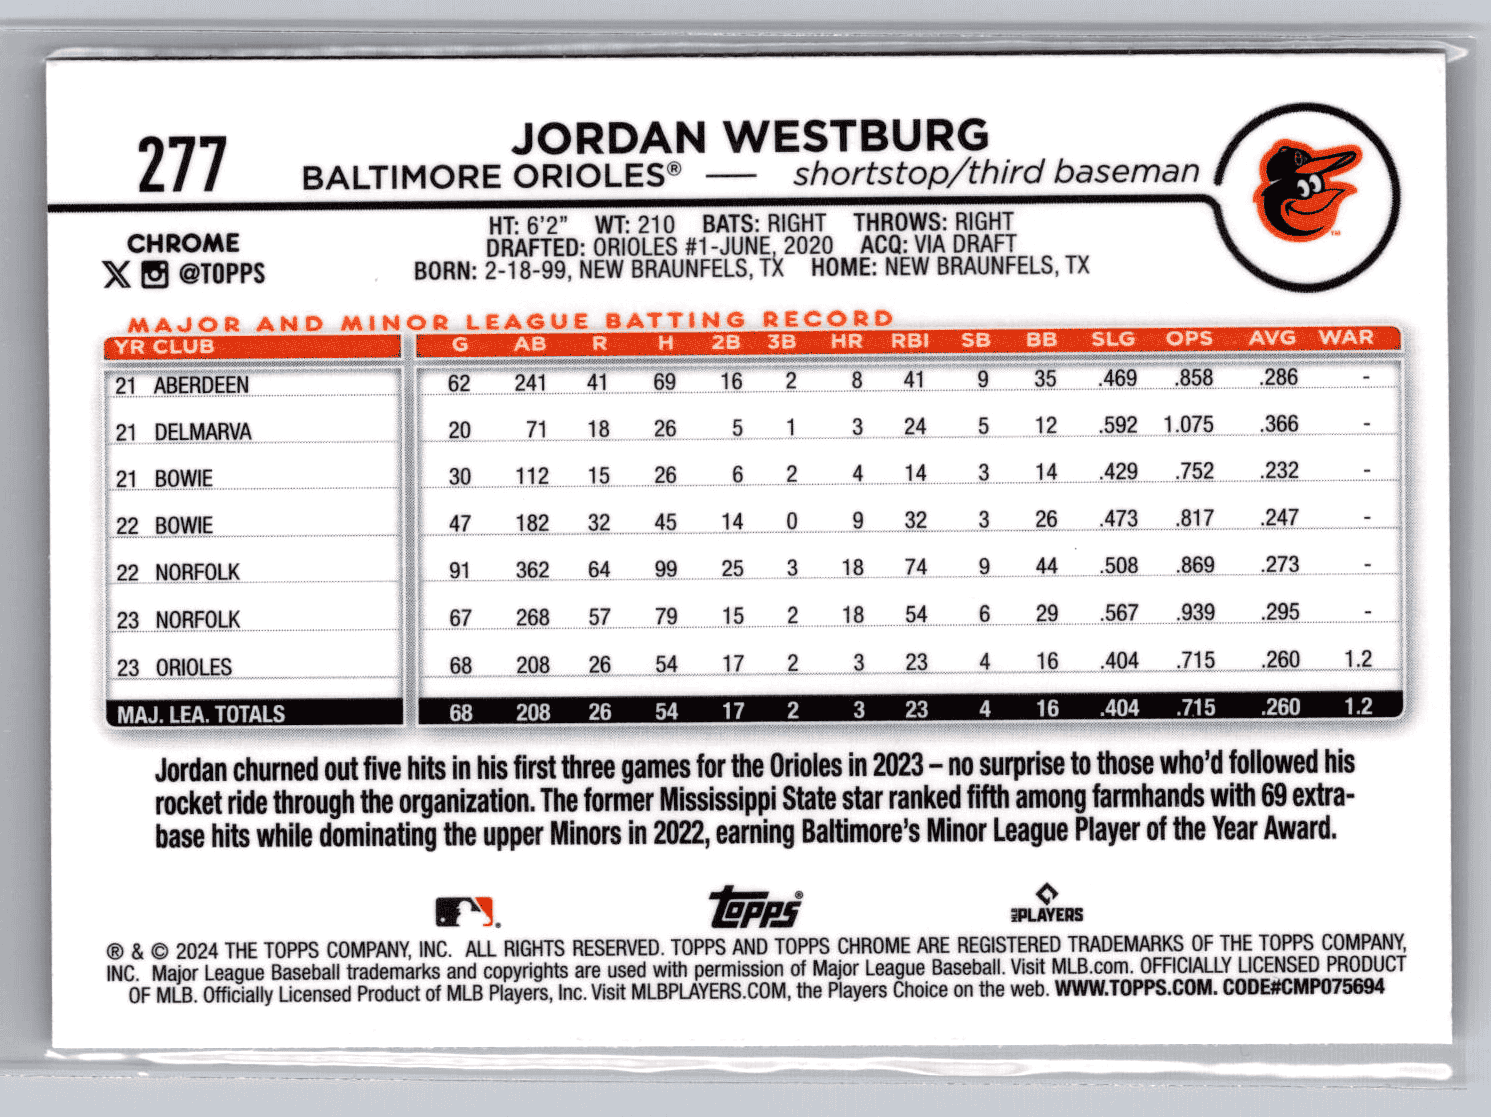 277
JORDAN WESTBURG
BALTIMORE ORIOLES® — shortstop/third baseman
CHROME
@TOPPS
HT: 6'2" WT: 210 BATS: RIGHT THROWS: RIGHT
DRAFTED: ORIOLES #1-JUNE, 2020 ACQ: VIA DRAFT
BORN: 2-18-99, NEW BRAUNFELS, TX HOME: NEW BRAUNFELS, TX
MAJOR AND MINOR LEAGUE BATTING RECORD
YR CLUB G AB R H 2B 3B HR RBI SB BB SLG OPS AVG WAR
21 ABERDEEN 62 241 41 69 16 2 8 41 9 35 .469 .858 .286 -
21 DELMARVA 20 71 18 26 5 1 3 24 5 12 .592 1.075 .366 -
21 BOWIE 30 112 15 26 6 2 4 14 3 14 .429 .752 .232 -
22 BOWIE 47 182 32 45 14 0 9 32 3 26 .473 .817 .247 -
22 NORFOLK 91 362 64 99 25 3 18 74 9 44 .508 .869 .273 -
23 NORFOLK 67 268 57 79 15 2 18 54 6 29 .567 .939 .295 -
23 ORIOLES 68 208 26 54 17 2 3 23 4 16 .404 .715 .260 1.2
MAJ. LEA. TOTALS 68 208 26 54 17 2 3 23 4 16 .404 .715 .260 1.2
Jordan churned out five hits in his first three games for the Orioles in 2023 – no surprise to those who'd followed his
rocket ride through the organization. The former Mississippi State star ranked fifth among farmhands with 69 extra-
base hits while dominating the upper Minors in 2022, earning Baltimore's Minor League Player of the Year Award.
Topps® MLB PLAYERS
® & © 2024 THE TOPPS COMPANY, INC. ALL RIGHTS RESERVED. TOPPS AND TOPPS CHROME ARE REGISTERED TRADEMARKS OF THE TOPPS COMPANY,
INC. Major League Baseball trademarks and copyrights are used with permission of Major League Baseball. Visit MLB.com. OFFICIALLY LICENSED PRODUCT
OF MLB. Officially Licensed Product of MLB Players, Inc. Visit MLBPLAYERS.COM, the Players Choice on the web. WWW.TOPPS.COM. CODE#CMP075694